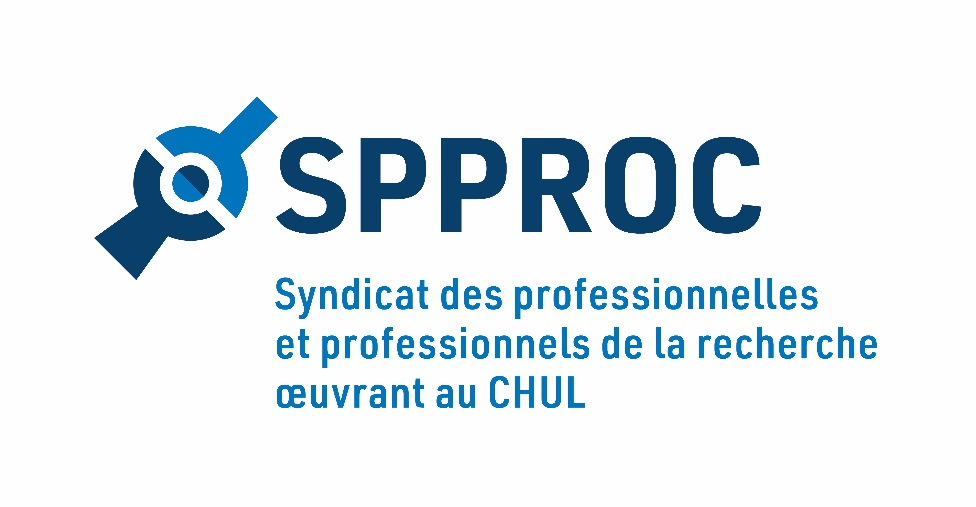 SPPROC
Syndicat des professionnelles
et professionnels de la recherche
œuvrant au CHUL